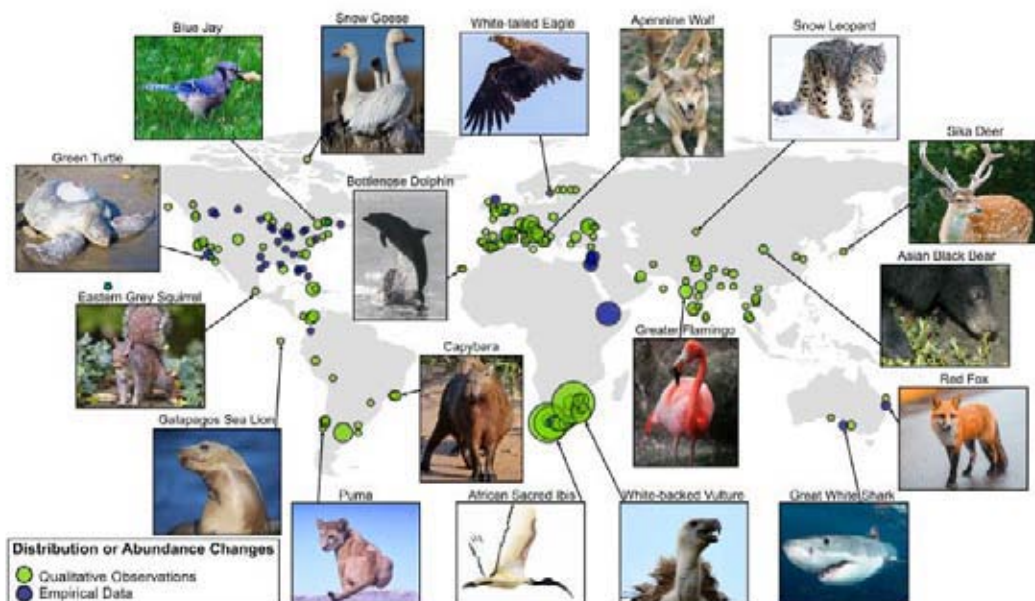 Snow Goose
White-tailed Eagle
Apennine Wolf
Snow Leopard
Blue Jay
Sika Deer
Green Turtle
Bottlenose Dolphin
Asian Black Bear
Eastern Grey Squirrel
Greater Flamingo
Capybara
Red Fox
Galapagos Sea Lion
Puma
African Sacred Ibis
White-backed Vulture
Great White Shark
Distribution or Abundance Changes
Qualitative Observations
Empirical Data